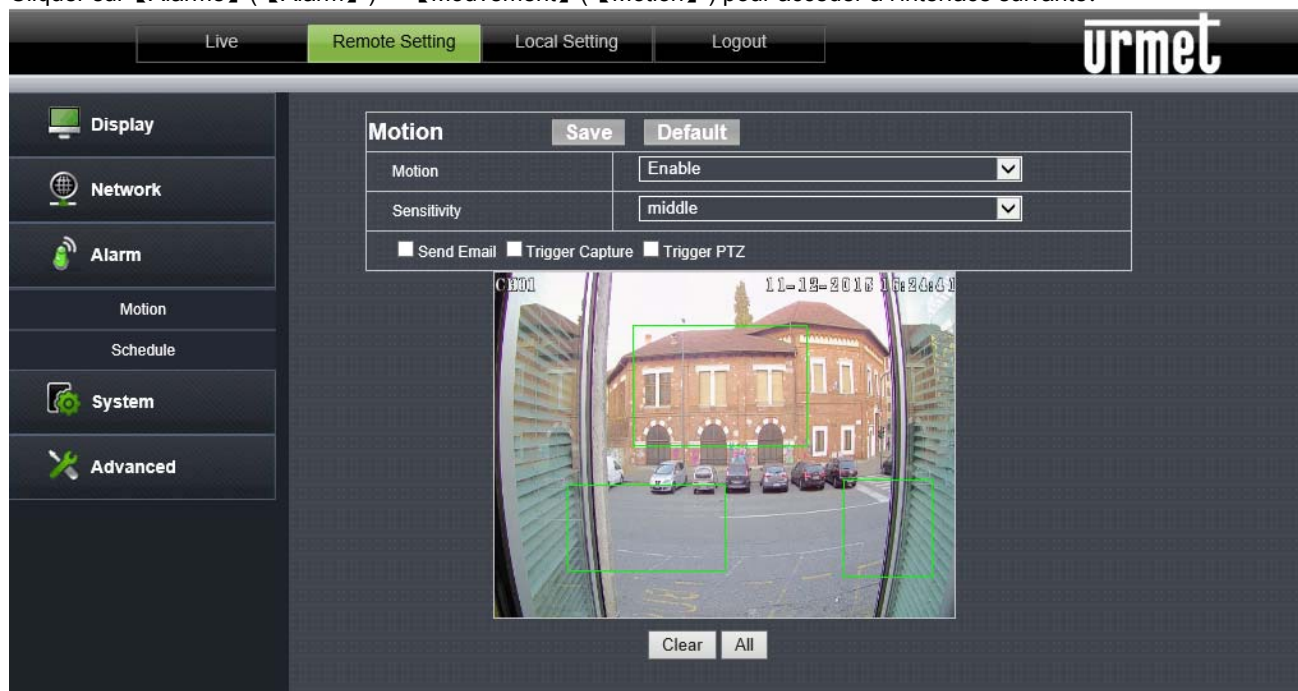 Live Remote Setting Local Setting Logout urmet
Display
Network
Alarm
Motion
Schedule
System
Advanced
Motion Save Default
Motion Enable
Sensitivity middle
Send Email Trigger Capture Trigger PTZ
CH01
Clear All